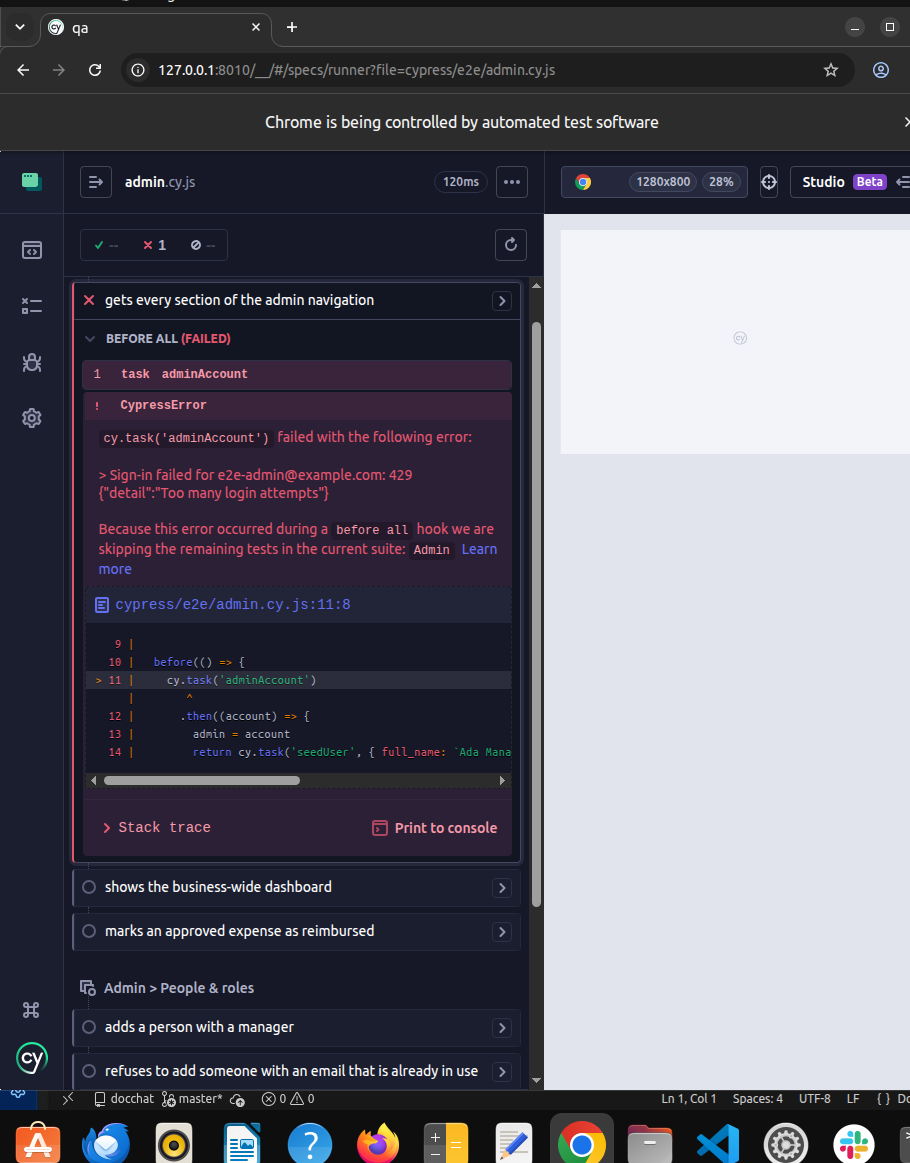 qa
127.0.0.1:8010/__/#/specs/runner?file=cypress/e2e/admin.cy.js
Chrome is being controlled by automated test software
admin.cy.js
120ms
1280x800
28%
Studio
Beta
--
1
--
gets every section of the admin navigation
BEFORE ALL (FAILED)
1 task adminAccount
! CypressError
cy.task('adminAccount') failed with the following error:
> Sign-in failed for e2e-admin@example.com: 429
{"detail":"Too many login attempts"}
Because this error occurred during a before all hook we are
skipping the remaining tests in the current suite: Admin Learn
more
cypress/e2e/admin.cy.js:11:8
9 |
10 | before(() => {
> 11 | cy.task('adminAccount')
| ^
12 | .then((account) => {
13 | admin = account
14 | return cy.task('seedUser', { full_name: `Ada Mana
Stack trace
Print to console
shows the business-wide dashboard
marks an approved expense as reimbursed
Admin > People & roles
adds a person with a manager
refuses to add someone with an email that is already in use
cy
docchat
master*
0
0
Ln 1, Col 1
Spaces: 4
UTF-8
LF
{ }